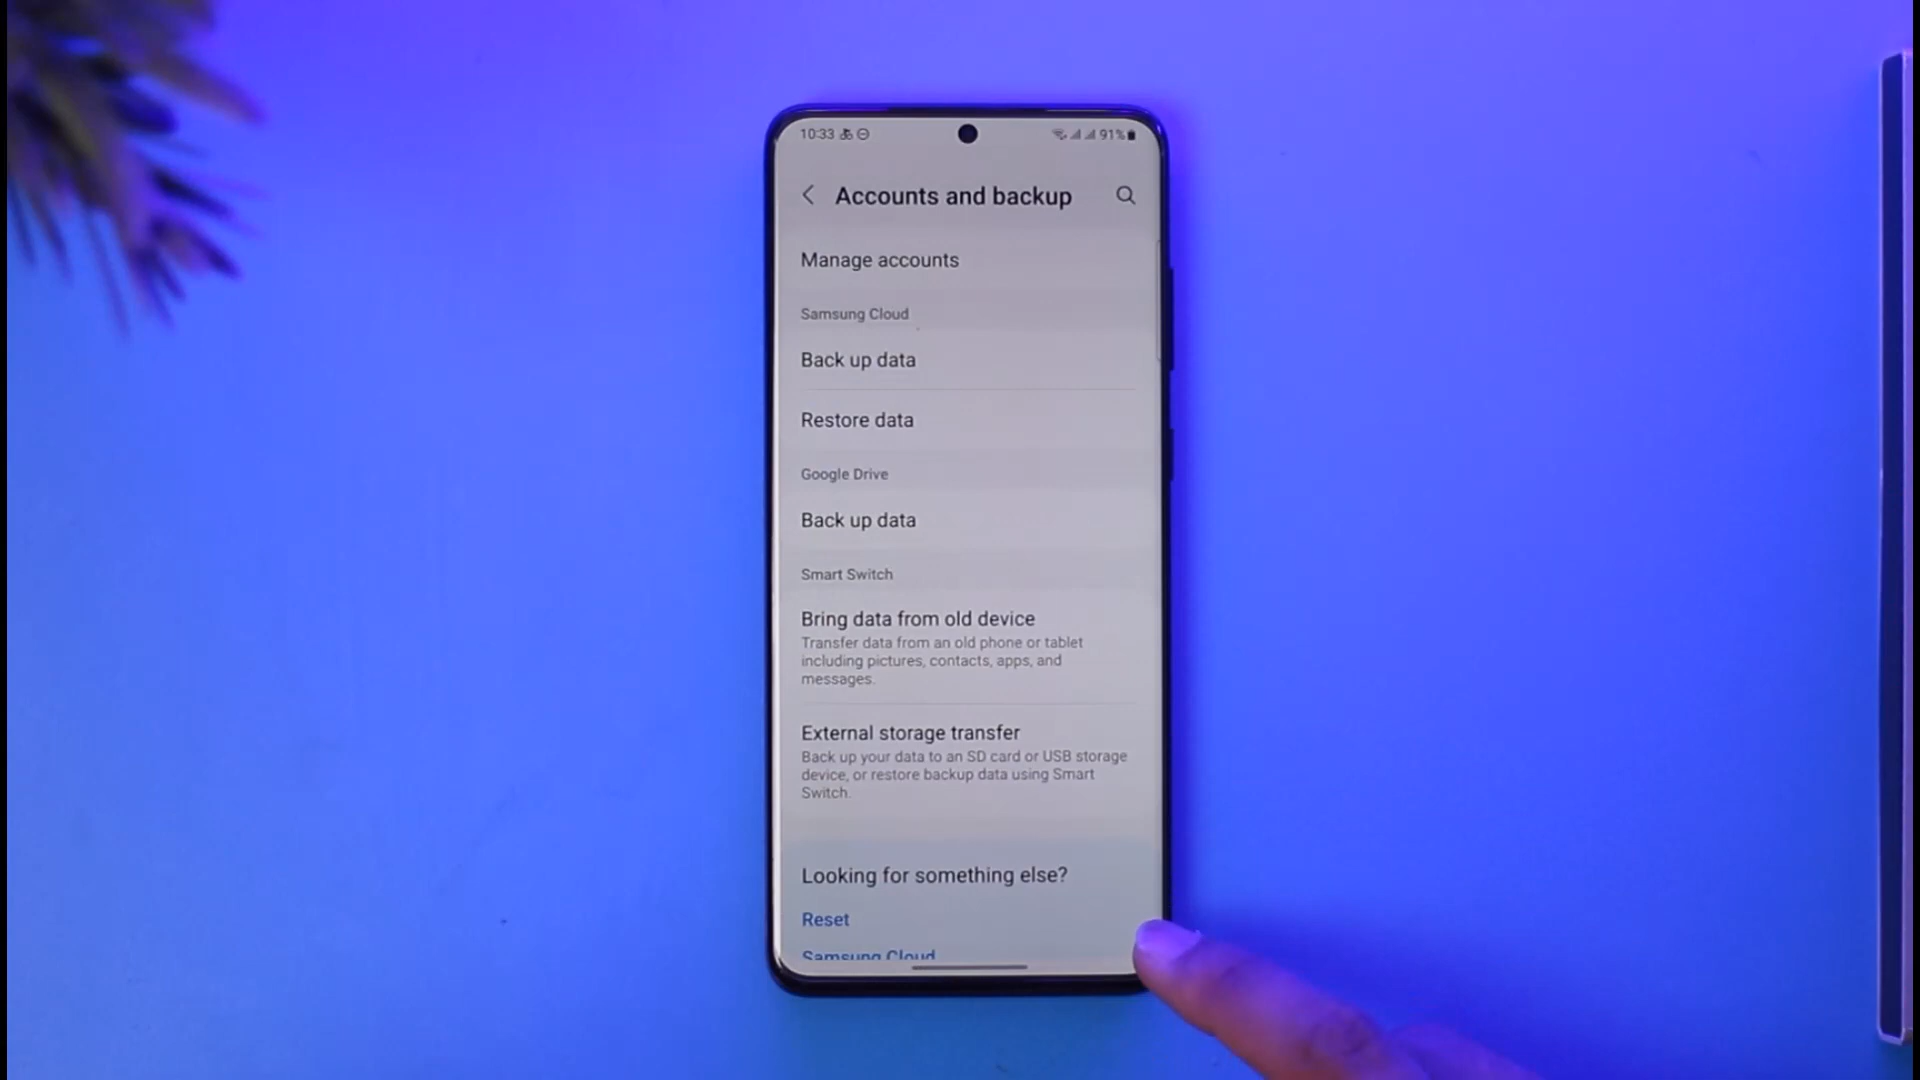 10:33 91%
Accounts and backup
Manage accounts
Samsung Cloud
Back up data
Restore data
Google Drive
Back up data
Smart Switch
Bring data from old device
Transfer data from an old phone or tablet
including pictures, contacts, apps, and
messages.
External storage transfer
Back up your data to an SD card or USB storage
device, or restore backup data using Smart
Switch.
Looking for something else?
Reset
Samsung Cloud